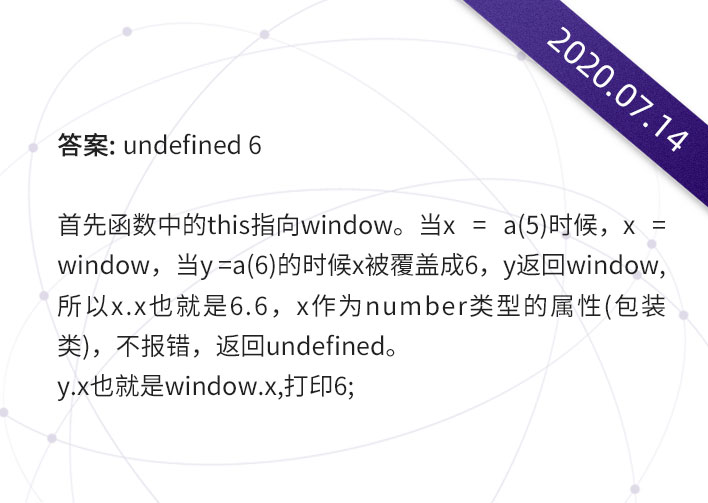 2020.07.14
答案: undefined 6
首先函数中的this指向window。当x = a(5)时候，x =
window，当y =a(6)的时候x被覆盖成6，y返回window,
所以x.x也就是6.6，x作为number类型的属性(包装
类)，不报错，返回undefined。
y.x也就是window.x,打印6;